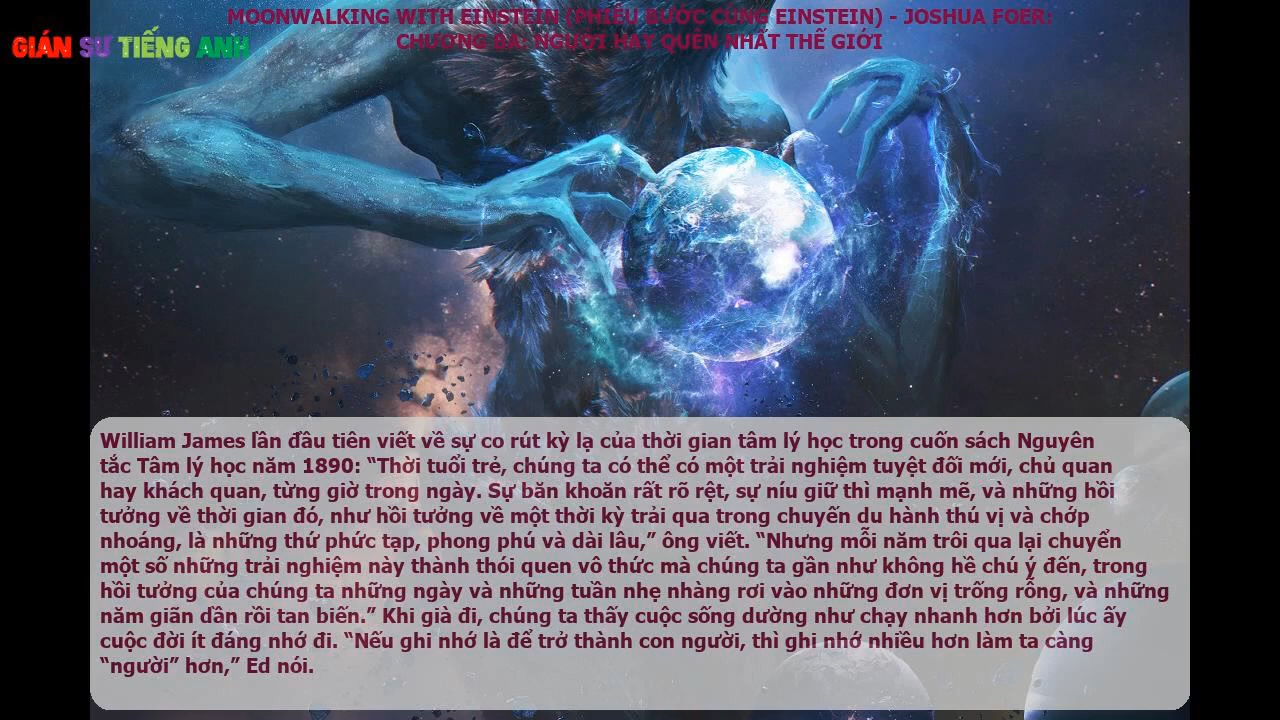 MOONWALKING WITH EINSTEIN (PHIÊU BƯỚC CÙNG EINSTEIN) - JOSHUA FOER:
CHƯƠNG BA: NGƯỜI HAY QUÊN NHẤT THẾ GIỚI
GIÁN SỨ TIẾNG ANH
William James lần đầu tiên viết về sự co rút kỳ lạ của thời gian tâm lý học trong cuốn sách Nguyên
tắc Tâm lý học năm 1890: “Thời tuổi trẻ, chúng ta có thể có một trải nghiệm tuyệt đối mới, chủ quan
hay khách quan, từng giờ trong ngày. Sự băn khoăn rất rõ rệt, sự níu giữ thì mạnh mẽ, và những hồi
tưởng về thời gian đó, như hồi tưởng về một thời kỳ trải qua trong chuyến du hành thú vị và chớp
nhoáng, là những thứ phức tạp, phong phú và dài lâu,” ông viết. “Nhưng mỗi năm trôi qua lại chuyển
một số những trải nghiệm này thành thói quen vô thức mà chúng ta gần như không hề chú ý đến, trong
hồi tưởng của chúng ta những ngày và những tuần nhẹ nhàng rơi vào những đơn vị trống rỗng, và những
năm giãn dần rồi tan biến.” Khi già đi, chúng ta thấy cuộc sống dường như chạy nhanh hơn bởi lúc ấy
cuộc đời ít đáng nhớ đi. “Nếu ghi nhớ là để trở thành con người, thì ghi nhớ nhiều hơn làm ta càng
“người” hơn,” Ed nói.